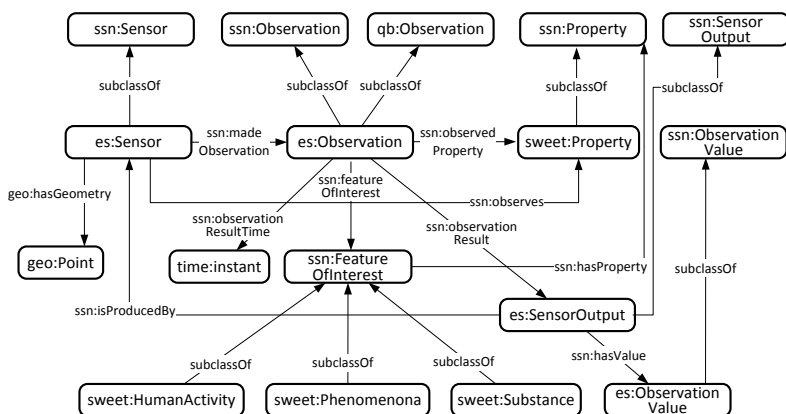 ssn:Sensor
ssn:Observation
qb:Observation
ssn:Property
ssn:Sensor
Output
subclassOf
subclassOf
subclassOf
subclassOf
subclassOf
es:Sensor
ssn:made
Observation
es:Observation
ssn:observed
Property
sweet:Property
ssn:Observation
Value
geo:hasGeometry
ssn:feature
OfInterest
ssn:observes
ssn:observation
ResultTime
ssn:observation
Result
geo:Point
time:instant
ssn:Feature
OfInterest
ssn:hasProperty
subclassOf
ssn:isProducedBy
es:SensorOutput
subclassOf
subclassOf
subclassOf
ssn:hasValue
sweet:HumanActivity
sweet:Phenomenona
sweet:Substance
es:Observation
Value